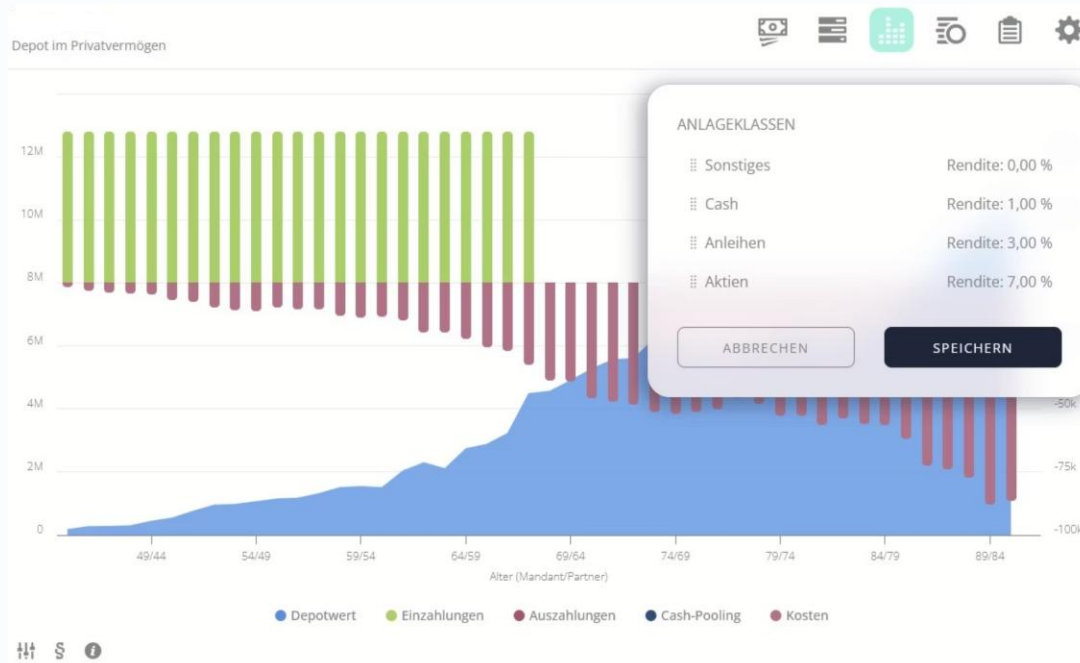 Depot im Privatvermögen
ANLAGEKLASSEN
Sonstiges Rendite: 0,00 %
Cash Rendite: 1,00 %
Anleihen Rendite: 3,00 %
Aktien Rendite: 7,00 %
ABBRECHEN SPEICHERN
12M
10M
8M
6M
4M
2M
0
-50k
-75k
-100k
49/44 54/49 59/54 64/59 69/64 74/69 79/74 84/79 89/84
Alter (Mandant/Partner)
Depotwert Einzahlungen Auszahlungen Cash-Pooling Kosten
§